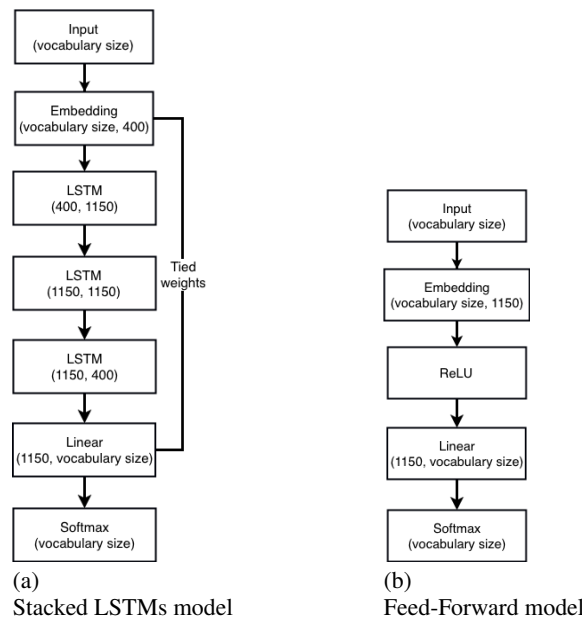 Input
(vocabulary size)
Embedding
(vocabulary size, 400)
LSTM
(400, 1150)
LSTM
(1150, 1150)
Tied
weights
LSTM
(1150, 400)
Linear
(1150, vocabulary size)
Softmax
(vocabulary size)
(a)
Stacked LSTMs model
Input
(vocabulary size)
Embedding
(vocabulary size, 1150)
ReLU
Linear
(1150, vocabulary size)
Softmax
(vocabulary size)
(b)
Feed-Forward model